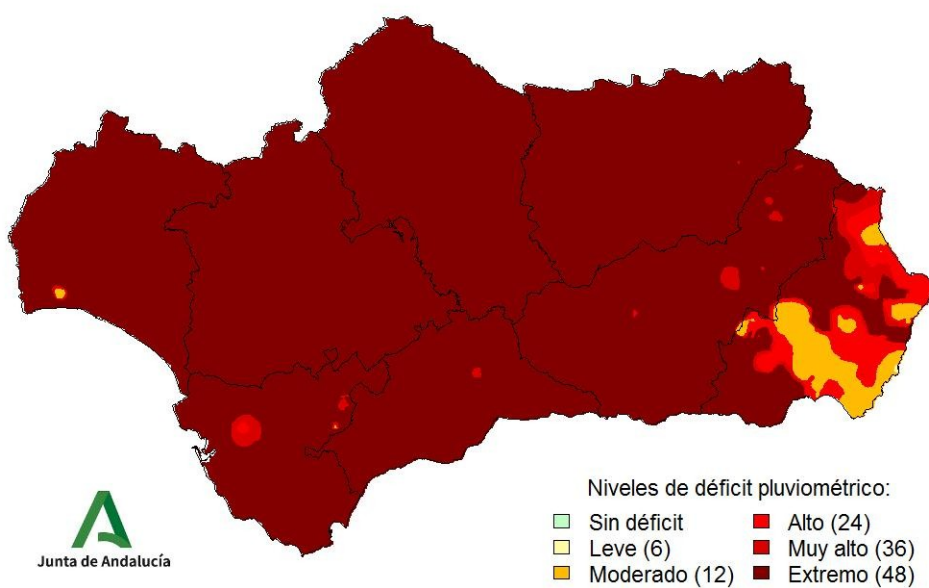 Niveles de déficit pluviométrico:
Sin déficit
Leve (6)
Moderado (12)
Alto (24)
Muy alto (36)
Extremo (48)
Junta de Andalucía